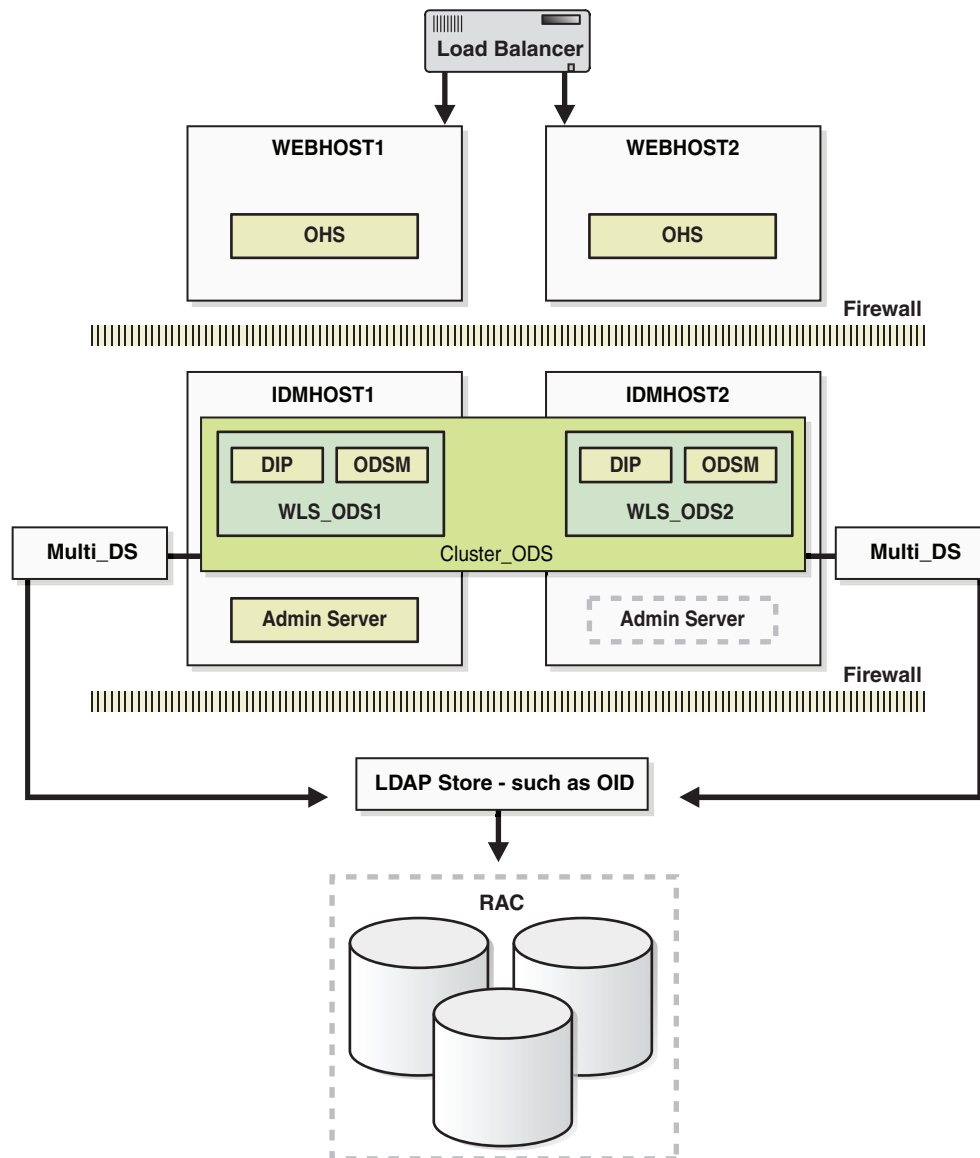 Load Balancer
WEBHOST1
WEBHOST2
OHS
OHS
Firewall
IDMHOST1
IDMHOST2
DIP
ODSM
DIP
ODSM
WLS_ODS1
WLS_ODS2
Multi_DS
Cluster_ODS
Multi_DS
Admin Server
Admin Server
Firewall
LDAP Store - such as OID
RAC